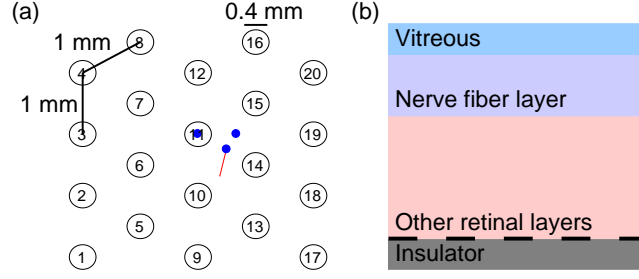 (a)
0.4 mm
(b)
8
16
1 mm
4
12
20
7
15
1 mm
3
11
19
6
14
2
10
18
5
13
1
9
17
Vitreous
Nerve fiber layer
Other retinal layers
Insulator